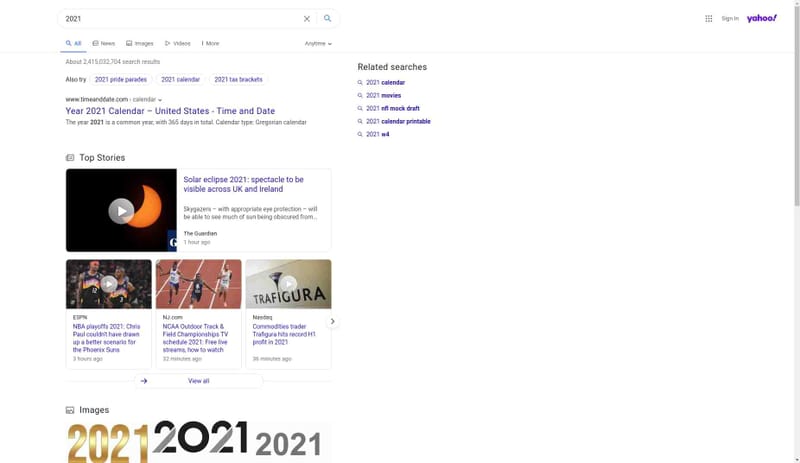 2021
Sign In
yahoo!
All
News
Images
Videos
More
Anytime
About 2,415,032,704 search results
Also try
2021 pride parades
2021 calendar
2021 tax brackets
www.timeanddate.com › calendar
Year 2021 Calendar – United States - Time and Date
The year 2021 is a common year, with 365 days in total. Calendar type: Gregorian calendar
Top Stories
Solar eclipse 2021: spectacle to be
visible across UK and Ireland
Skygazers – with appropriate eye protection – will
be able to see much of sun being obscured from...
The Guardian
1 hour ago
G
TRAFIGURA
ESPN
NBA playoffs 2021: Chris
Paul couldn't have drawn
up a better scenario for
the Phoenix Suns
3 hours ago
NJ.com
NCAA Outdoor Track &
Field Championships TV
schedule 2021: Free live
streams, how to watch
32 minutes ago
Nasdaq
Commodities trader
Trafigura hits record H1
profit in 2021
36 minutes ago
View all
Images
2021
2021
2021
Related searches
2021 calendar
2021 movies
2021 nfl mock draft
2021 calendar printable
2021 w4